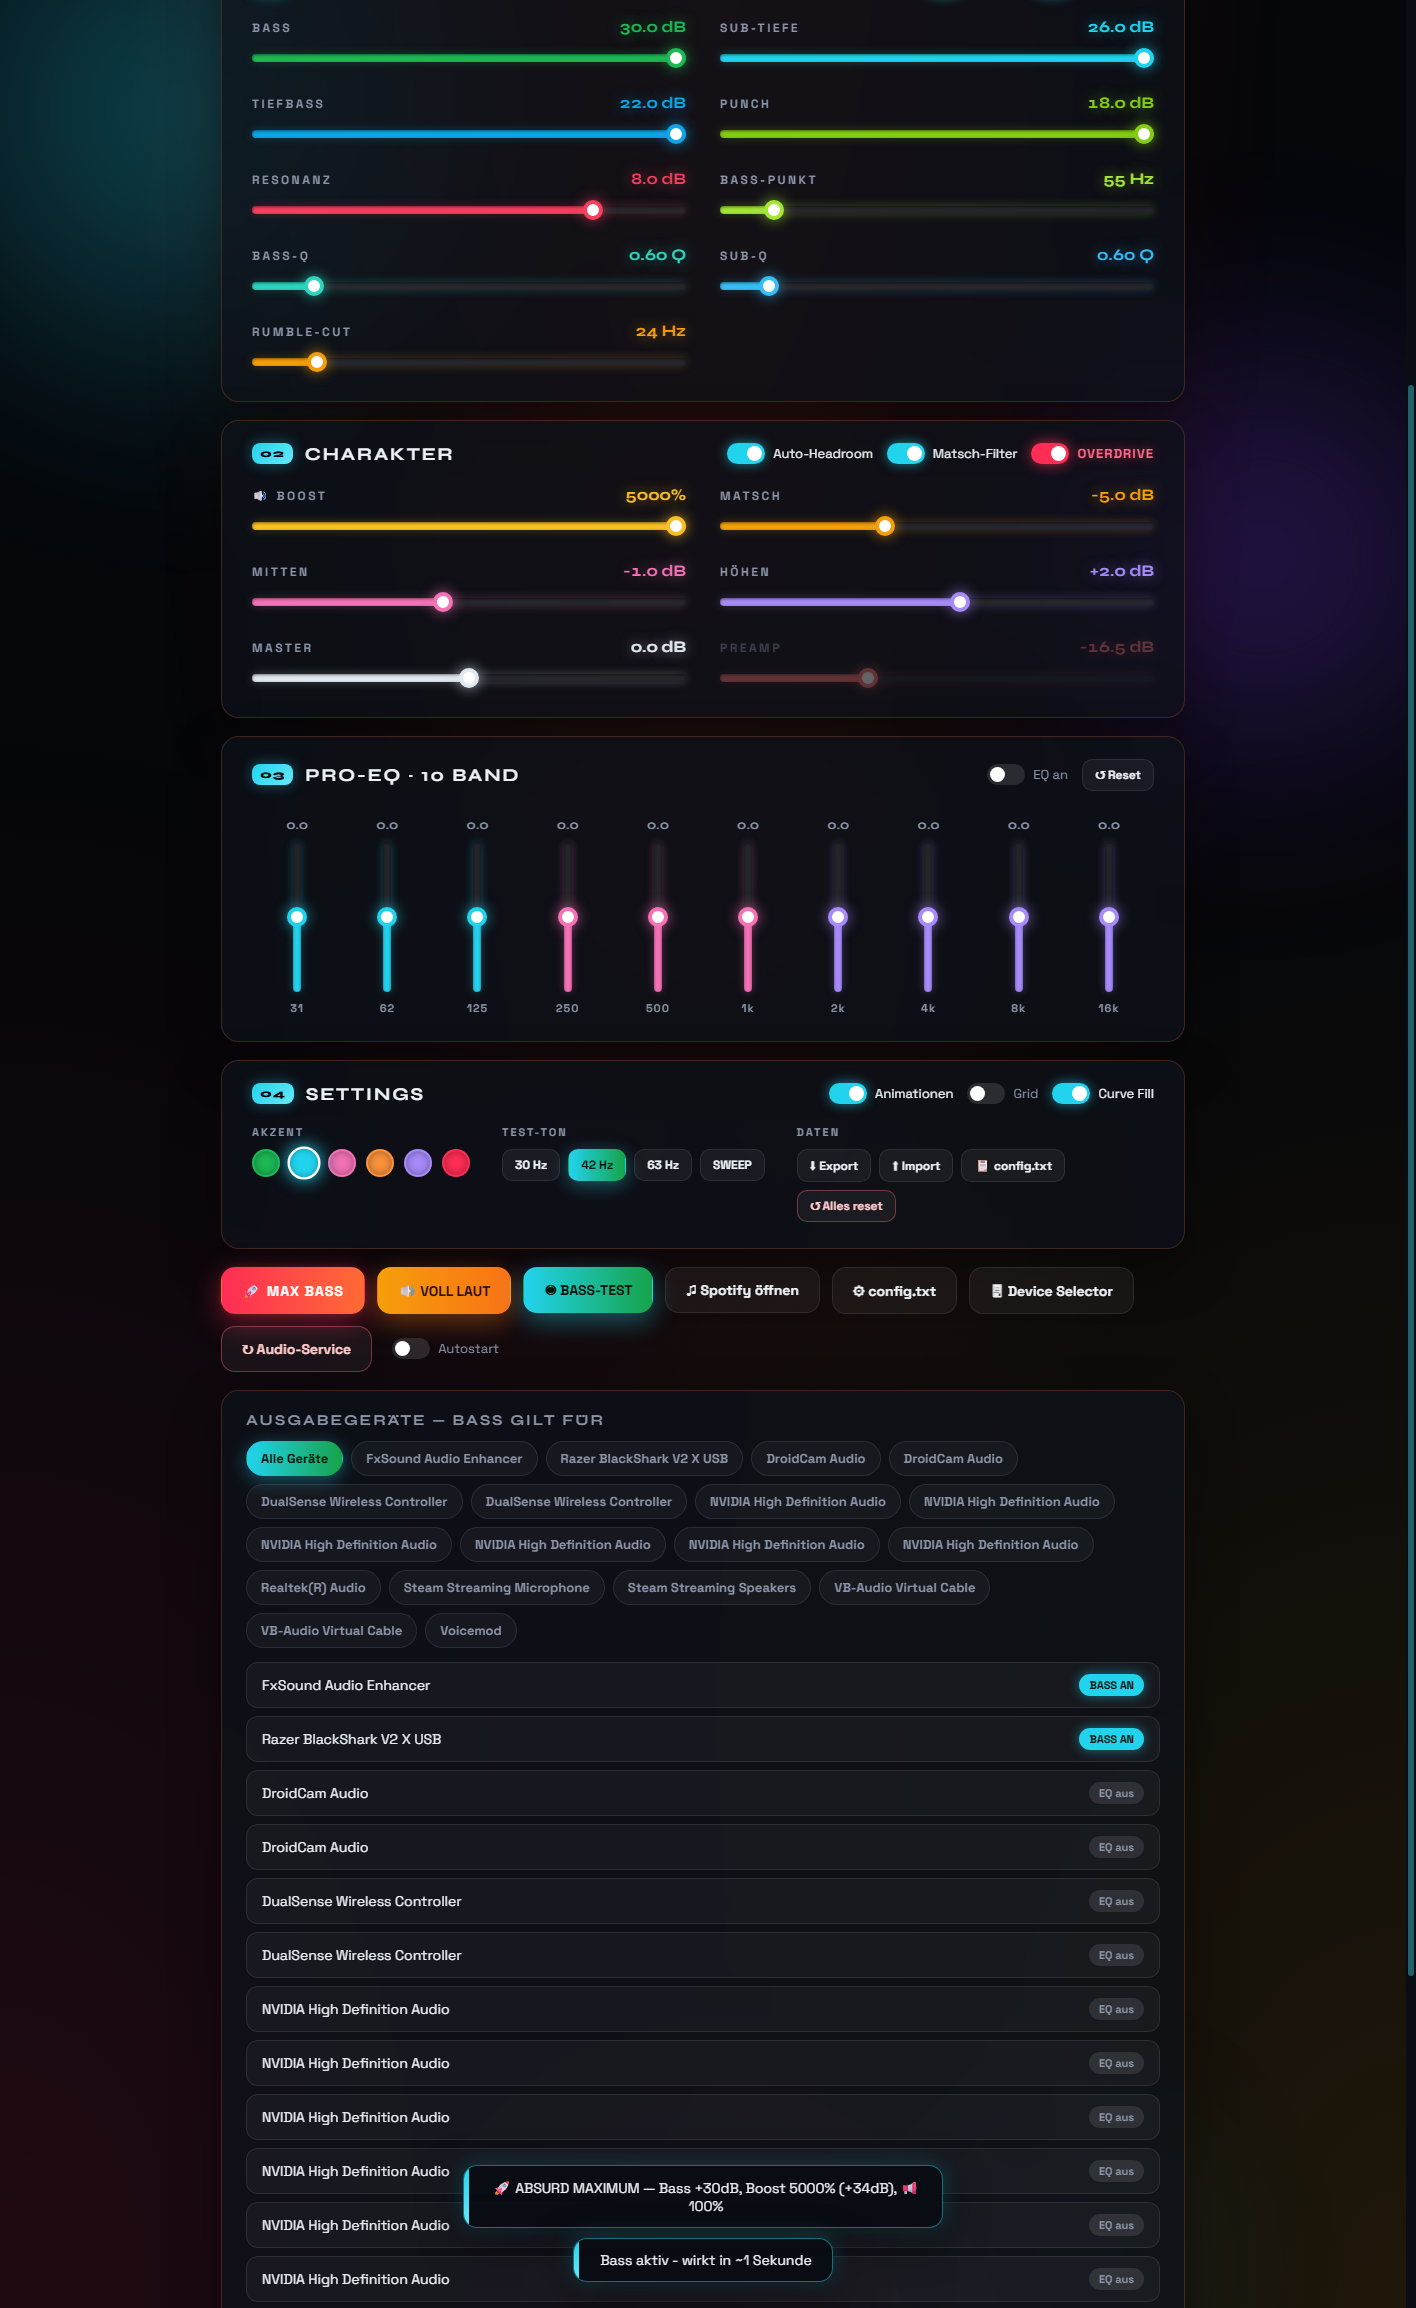 BASS 30.0 dB SUB-TIEFE 26.0 dB
TIEFBASS 22.0 dB PUNCH 18.0 dB
RESONANZ 8.0 dB BASS-PUNKT 55 Hz
BASS-Q 0.60 Q SUB-Q 0.60 Q
RUMBLE-CUT 24 Hz
02 CHARAKTER Auto-Headroom Matsch-Filter OVERDRIVE
🔊 BOOST 5000% MATSCH -5.0 dB
MITTEN -1.0 dB HÖHEN +2.0 dB
MASTER 0.0 dB PREAMP -16.5 dB
03 PRO-EQ · 10 BAND EQ an ↺ Reset
0.0 0.0 0.0 0.0 0.0 0.0 0.0 0.0 0.0 0.0
31 62 125 250 500 1k 2k 4k 8k 16k
04 SETTINGS Animationen Grid Curve Fill
AKZENT TEST-TON DATEN
30 Hz 42 Hz 63 Hz SWEEP ⬇ Export ⬆ Import 📋 config.txt
↺ Alles reset
🚀 MAX BASS 🔊 VOLL LAUT ◉ BASS-TEST ♫ Spotify öffnen ⚙ config.txt 🎚 Device Selector
↻ Audio-Service Autostart
AUSGABEGERÄTE — BASS GILT FÜR
Alle Geräte FxSound Audio Enhancer Razer BlackShark V2 X USB DroidCam Audio DroidCam Audio
DualSense Wireless Controller DualSense Wireless Controller NVIDIA High Definition Audio NVIDIA High Definition Audio
NVIDIA High Definition Audio NVIDIA High Definition Audio NVIDIA High Definition Audio NVIDIA High Definition Audio
Realtek(R) Audio Steam Streaming Microphone Steam Streaming Speakers VB-Audio Virtual Cable
VB-Audio Virtual Cable Voicemod
FxSound Audio Enhancer BASS AN
Razer BlackShark V2 X USB BASS AN
DroidCam Audio EQ aus
DroidCam Audio EQ aus
DualSense Wireless Controller EQ aus
DualSense Wireless Controller EQ aus
NVIDIA High Definition Audio EQ aus
NVIDIA High Definition Audio EQ aus
NVIDIA High Definition Audio EQ aus
NVIDIA High Definition Audio EQ aus
🚀 ABSURD MAXIMUM — Bass +30dB, Boost 5000% (+34dB), 📢
100%
NVIDIA High Definition Audio EQ aus
Bass aktiv - wirkt in ~1 Sekunde
NVIDIA High Definition Audio EQ aus